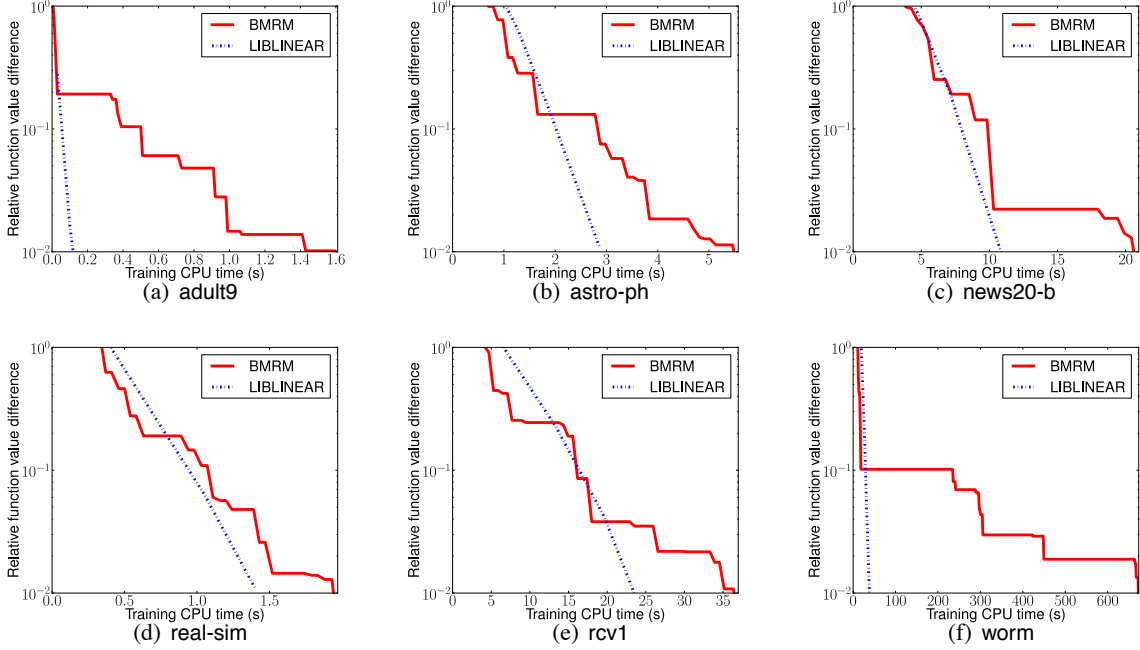 BMRM
LIBLINEAR
Relative function value difference
10^0
10^-1
10^-2
0.0 0.2 0.4 0.6 0.8 1.0 1.2 1.4 1.6
Training CPU time (s)
(a) adult9
BMRM
LIBLINEAR
Relative function value difference
10^0
10^-1
10^-2
0 1 2 3 4 5
Training CPU time (s)
(b) astro-ph
BMRM
LIBLINEAR
Relative function value difference
10^0
10^-1
10^-2
0 5 10 15 20
Training CPU time (s)
(c) news20-b
BMRM
LIBLINEAR
Relative function value difference
10^0
10^-1
10^-2
0.0 0.5 1.0 1.5
Training CPU time (s)
(d) real-sim
BMRM
LIBLINEAR
Relative function value difference
10^0
10^-1
10^-2
0 5 10 15 20 25 30 35
Training CPU time (s)
(e) rcv1
BMRM
LIBLINEAR
Relative function value difference
10^0
10^-1
10^-2
0 100 200 300 400 500 600
Training CPU time (s)
(f) worm